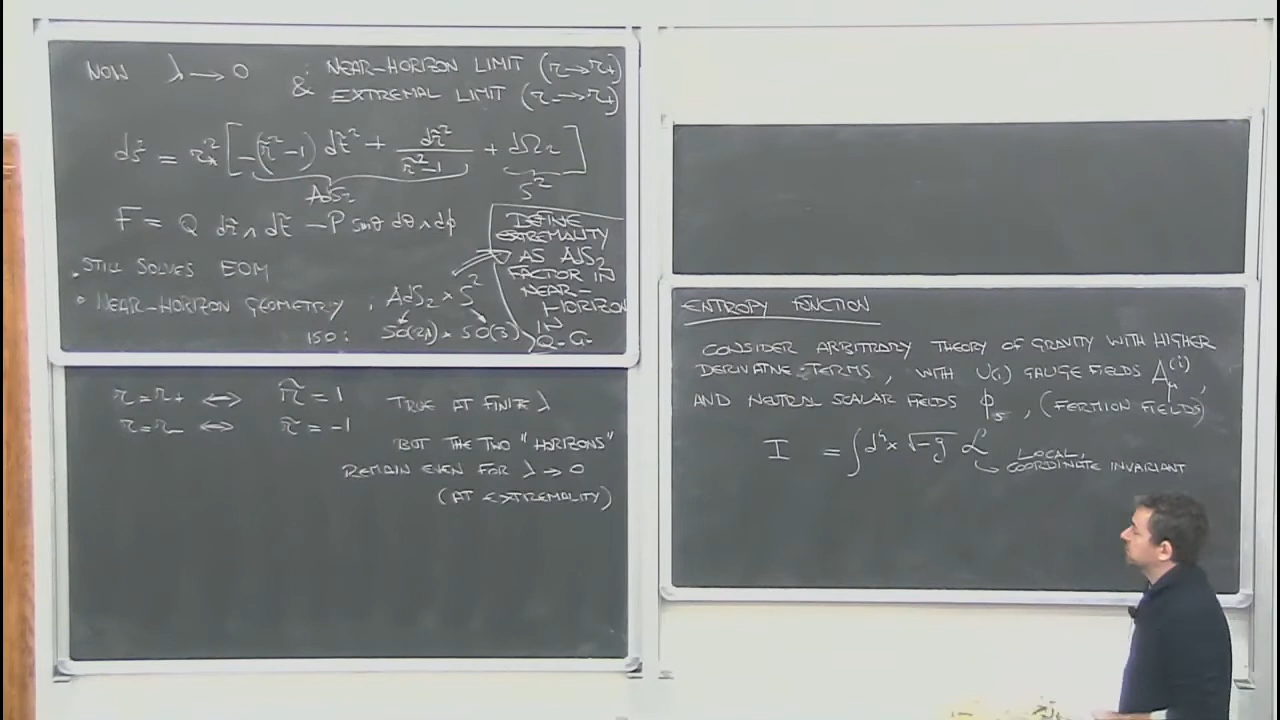 NOW λ → 0 & : NEAR-HORIZON LIMIT (r → r₊)
EXTREMAL LIMIT (r₋ → r₊)
ds² = r⋆² [ -(r̃²-1) dt̃² + dr̃²/(r̃²-1) + dΩ₂ ]
AdS₂ S²
F = Q dr̃ ∧ dt̃ - P sinθ dθ ∧ dφ
. STILL SOLVES EOM
• NEAR-HORIZON GEOMETRY : AdS₂ × S²
ISO : SO(2,1) × SO(3)
DEFINE
EXTREMALITY
AS AdS₂
FACTOR IN
NEAR-
HORIZON
IN
Q.G.
r = r₊ ⟺ r̃ = 1 TRUE AT FINITE λ
r = r₋ ⟺ r̃ = -1
BUT THE TWO "HORIZONS"
REMAIN EVEN FOR λ → 0
(AT EXTREMALITY)
ENTROPY FUNCTION
CONSIDER ARBITRARY THEORY OF GRAVITY WITH HIGHER
DERIVATIVE TERMS, WITH U(1) GAUGE FIELDS A_μ^(i),
AND NEUTRAL SCALAR FIELDS φ_s, (FERMION FIELDS)
I = ∫d⁴x √-g ℒ
LOCAL,
COORDINATE INVARIANT